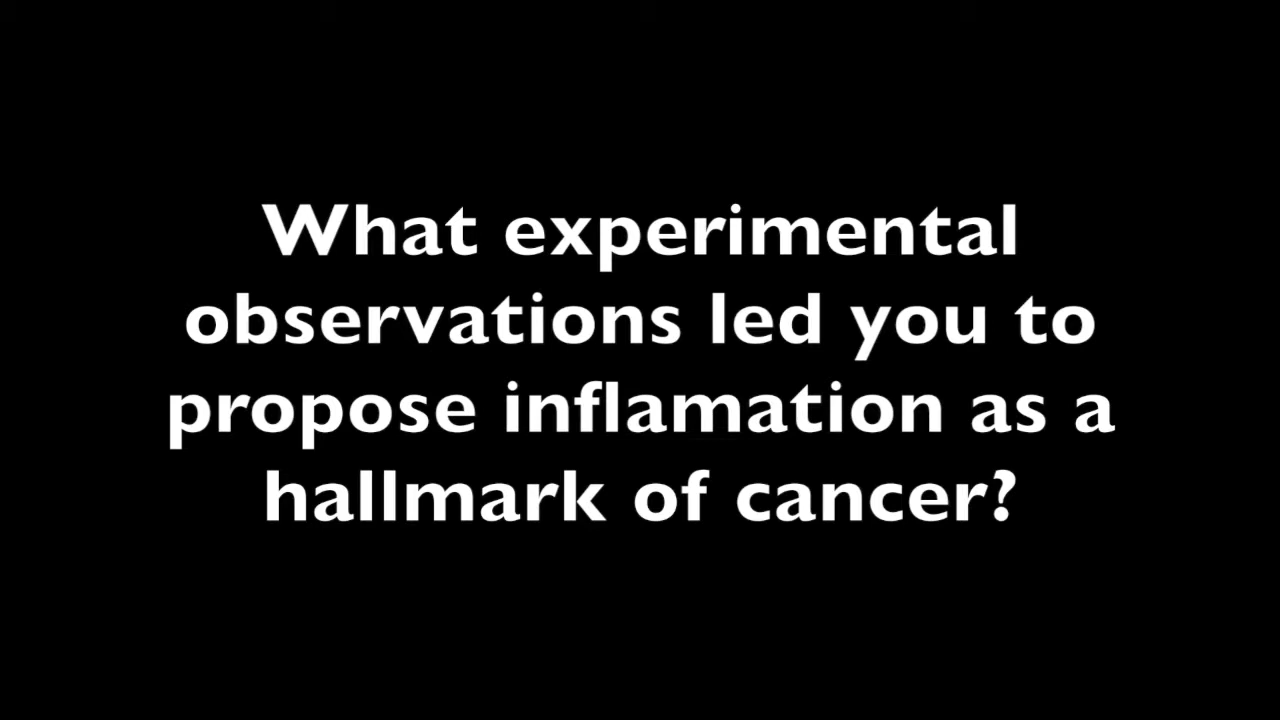 What experimental
observations led you to
propose inflamation as a
hallmark of cancer?